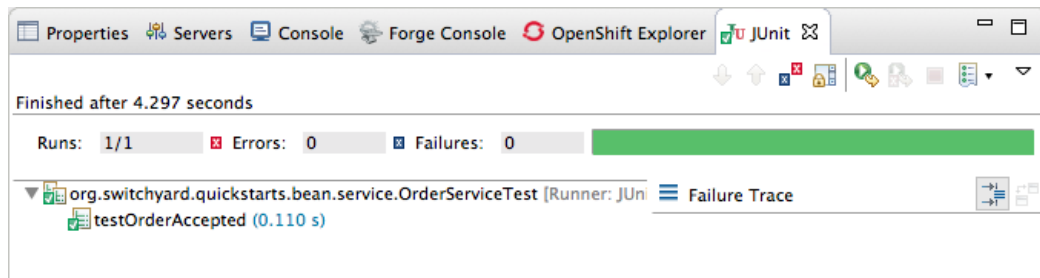 Properties Servers Console Forge Console OpenShift Explorer JUnit
Finished after 4.297 seconds
Runs: 1/1 Errors: 0 Failures: 0
org.switchyard.quickstarts.bean.service.OrderServiceTest [Runner: JUni Failure Trace
testOrderAccepted (0.110 s)